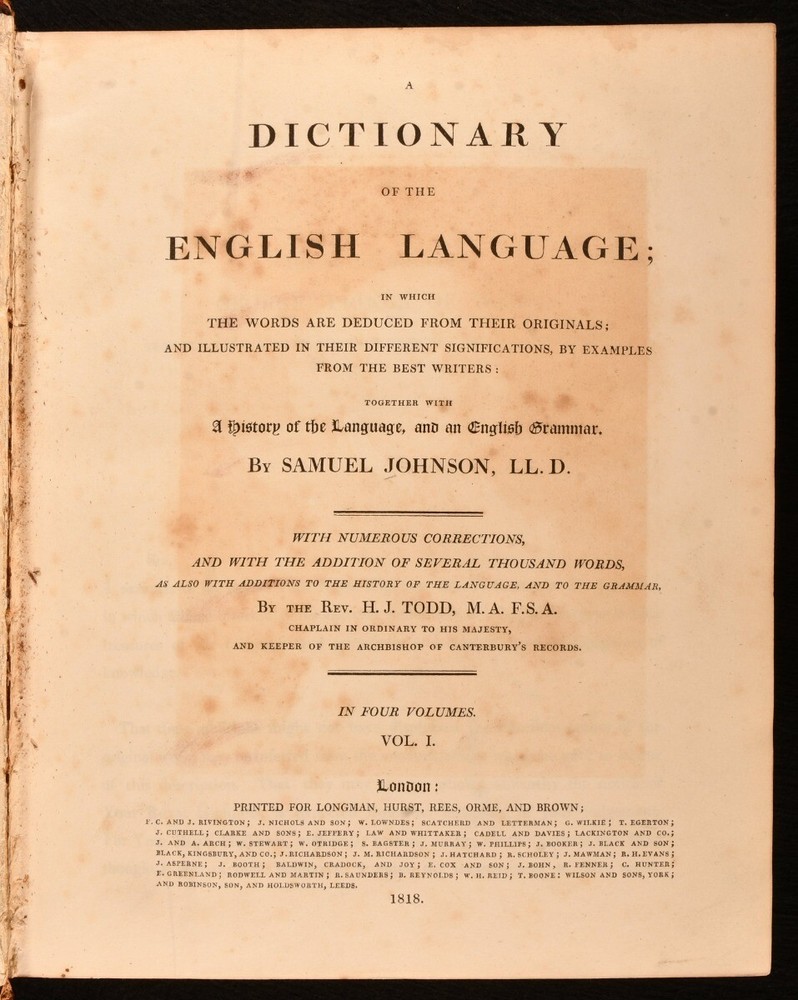 A
DICTIONARY
OF THE
ENGLISH LANGUAGE;
IN WHICH
THE WORDS ARE DEDUCED FROM THEIR ORIGINALS;
AND ILLUSTRATED IN THEIR DIFFERENT SIGNIFICATIONS, BY EXAMPLES
FROM THE BEST WRITERS:
TOGETHER WITH
A History of the Language, and an English Grammar.
BY SAMUEL JOHNSON, LL. D.
WITH NUMEROUS CORRECTIONS,
AND WITH THE ADDITION OF SEVERAL THOUSAND WORDS,
AS ALSO WITH ADDITIONS TO THE HISTORY OF THE LANGUAGE, AND TO THE GRAMMAR,
BY THE REV. H. J. TODD, M. A. F. S. A.
CHAPLAIN IN ORDINARY TO HIS MAJESTY,
AND KEEPER OF THE ARCHBISHOP OF CANTERBURY'S RECORDS.
IN FOUR VOLUMES.
VOL. I.
London:
PRINTED FOR LONGMAN, HURST, REES, ORME, AND BROWN;
F. C. AND J. RIVINGTON; J. NICHOLS AND SON; W. LOWNDES; SCATCHERD AND LETTERMAN; G. WILKIE; T. EGERTON;
J. CUTHELL; CLARKE AND SONS; E. JEFFERY; LAW AND WHITTAKER; CADELL AND DAVIES; LACKINGTON AND CO.;
J. AND A. ARCH; W. STEWART; W. OTRIDGE; S. BAGSTER; J. MURRAY; W. PHILLIPS; J. BOOKER; J. BLACK AND SON;
BLACK, KINGSBURY, AND CO.; J. RICHARDSON; J. M. RICHARDSON; J. HATCHARD; R. SCHOLEY; J. MAWMAN; R. H. EVANS;
J. ASPERNE; J. BOOTH; BALDWIN, CRADOCK, AND JOY; E. COX AND SON; J. BOHN, R. FENNER; C. HUNTER;
E. GREENLAND; RODWELL AND MARTIN; R. SAUNDERS; B. REYNOLDS; W. H. REID; T. BOONE; WILSON AND SONS, YORK;
AND ROBINSON, SON, AND HOLDSWORTH, LEEDS.
1818.